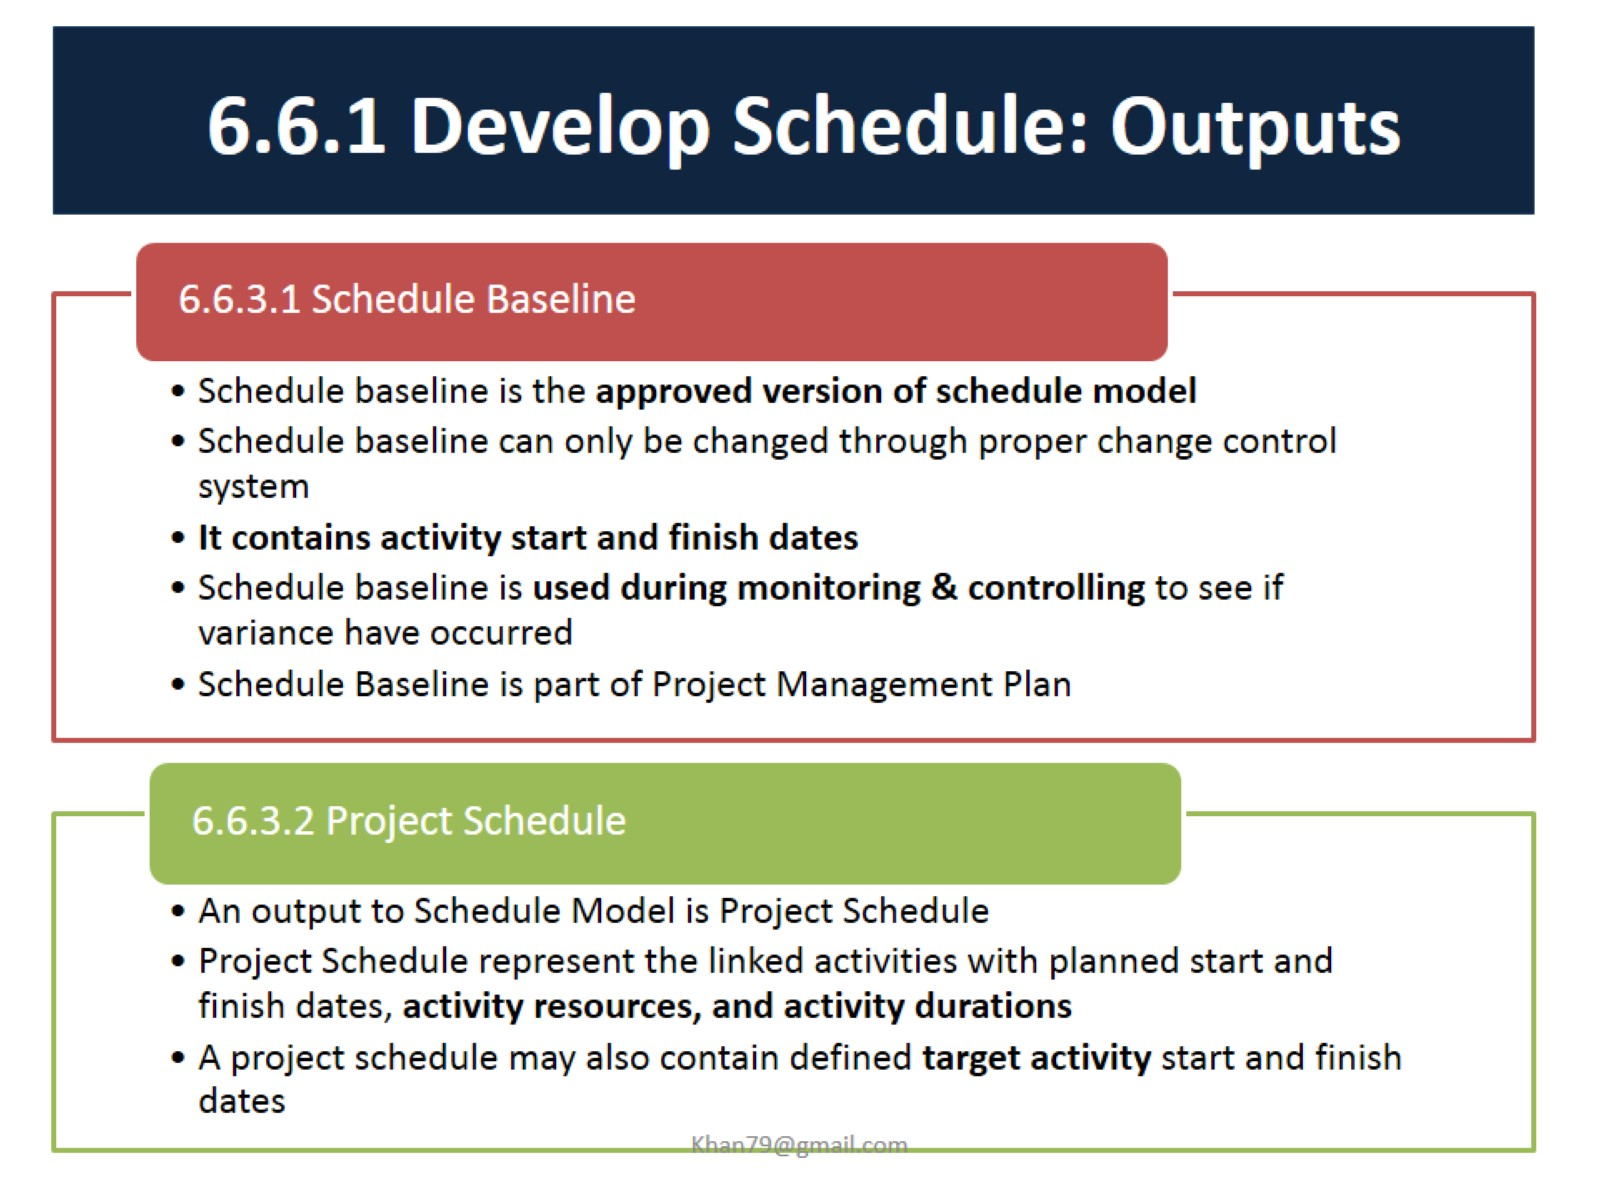 6.6.1 Develop Schedule: Outputs
6.6.3.1 Schedule Baseline
• Schedule baseline is the approved version of schedule model
• Schedule baseline can only be changed through proper change control
system
• It contains activity start and finish dates
• Schedule baseline is used during monitoring & controlling to see if
variance have occurred
• Schedule Baseline is part of Project Management Plan
6.6.3.2 Project Schedule
• An output to Schedule Model is Project Schedule
• Project Schedule represent the linked activities with planned start and
finish dates, activity resources, and activity durations
• A project schedule may also contain defined target activity start and finish
dates
Khan79@gmail.com